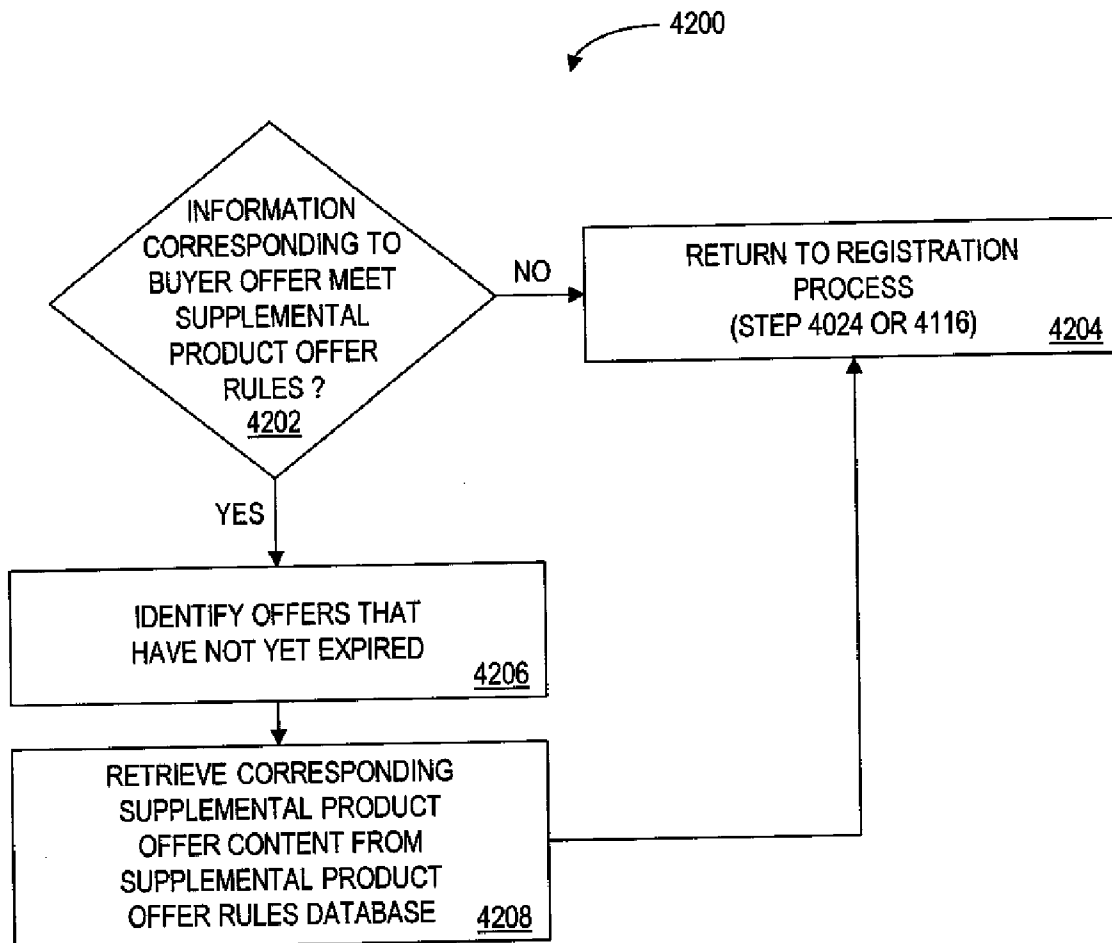 4200
INFORMATION
CORRESPONDING TO
BUYER OFFER MEET
SUPPLEMENTAL
PRODUCT OFFER
RULES ?
4202
NO
RETURN TO REGISTRATION
PROCESS
(STEP 4024 OR 4116)
4204
YES
IDENTIFY OFFERS THAT
HAVE NOT YET EXPIRED
4206
RETRIEVE CORRESPONDING
SUPPLEMENTAL PRODUCT
OFFER CONTENT FROM
SUPPLEMENTAL PRODUCT
OFFER RULES DATABASE
4208